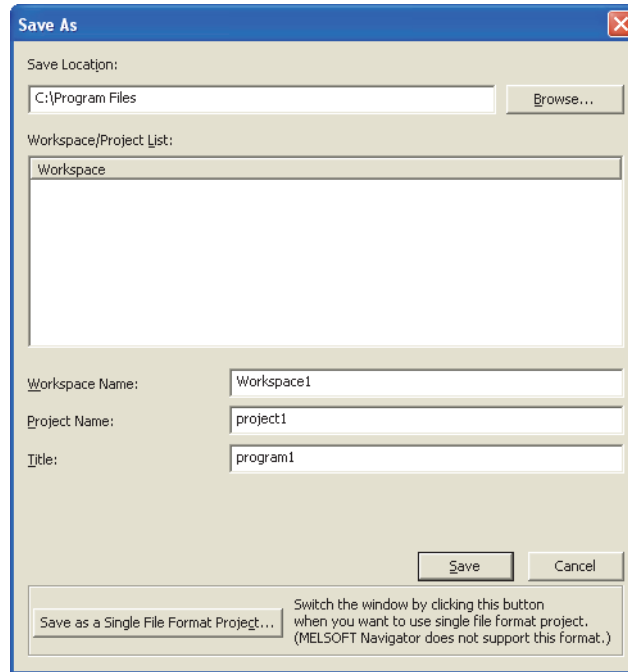 Save As
Save Location:
C:\Program Files
Browse...
Workspace/Project List:
Workspace
Workspace Name:
Workspace1
Project Name:
project1
Title:
program1
Save
Cancel
Save as a Single File Format Project...
Switch the window by clicking this button
when you want to use single file format project.
(MELSOFT Navigator does not support this format.)